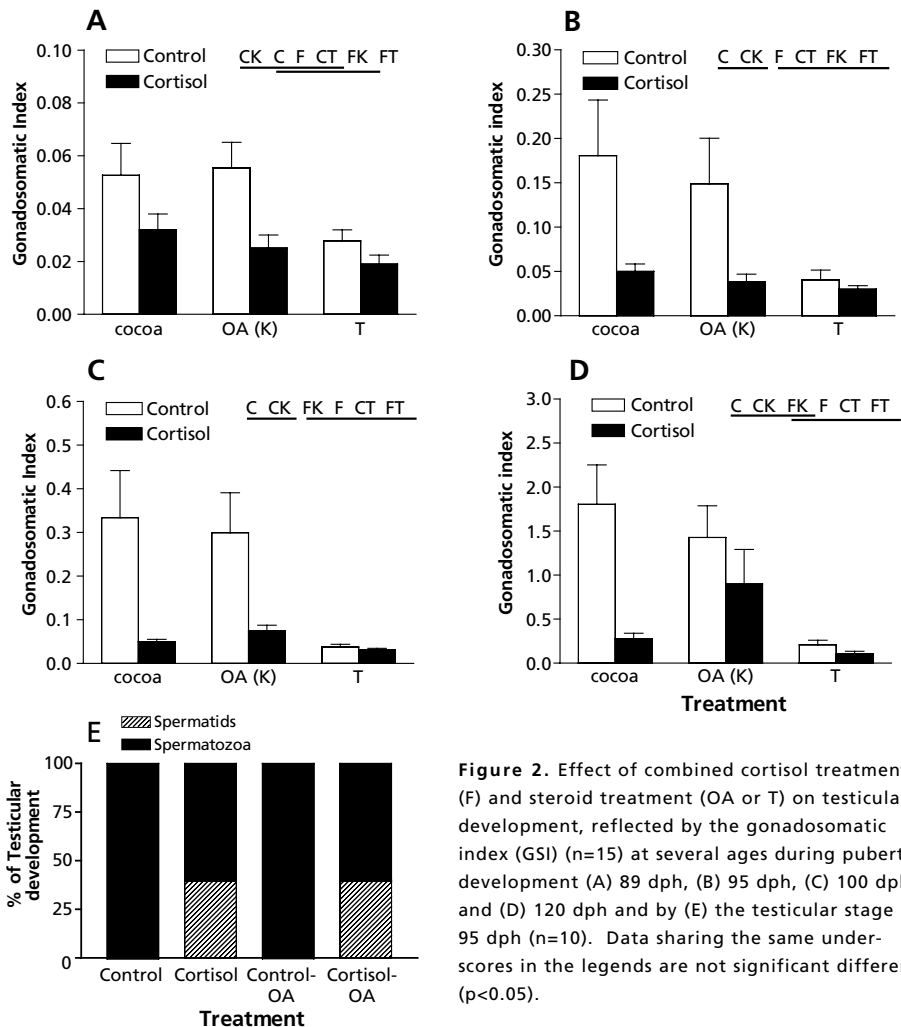 A
Control
Cortisol
CK C F CT FK FT
Gonadosomatic Index
0.10
0.08
0.06
0.04
0.02
0.00
cocoa OA (K) T
B
Control
Cortisol
C CK F CT FK FT
Gonadosomatic Index
0.30
0.25
0.20
0.15
0.10
0.05
0.00
cocoa OA (K) T
C
Control
Cortisol
C CK FK F CT FT
Gonadosomatic Index
0.6
0.5
0.4
0.3
0.2
0.1
0.0
cocoa OA (K) T
D
Control
Cortisol
C CK FK F CT FT
Gonadosomatic index
3.0
2.5
2.0
1.5
1.0
0.5
0.0
cocoa OA (K) T
Treatment
E
Spermatids
Spermatozoa
% of Testicular
development
100
75
50
25
0
Control Cortisol Control-OA Cortisol-OA
Treatment
Figure 2. Effect of combined cortisol treatment
(F) and steroid treatment (OA or T) on testicula
development, reflected by the gonadosomatic
index (GSI) (n=15) at several ages during pubert
development (A) 89 dph, (B) 95 dph, (C) 100 dph
and (D) 120 dph and by (E) the testicular stage
95 dph (n=10). Data sharing the same under-
scores in the legends are not significant differe
(p<0.05).